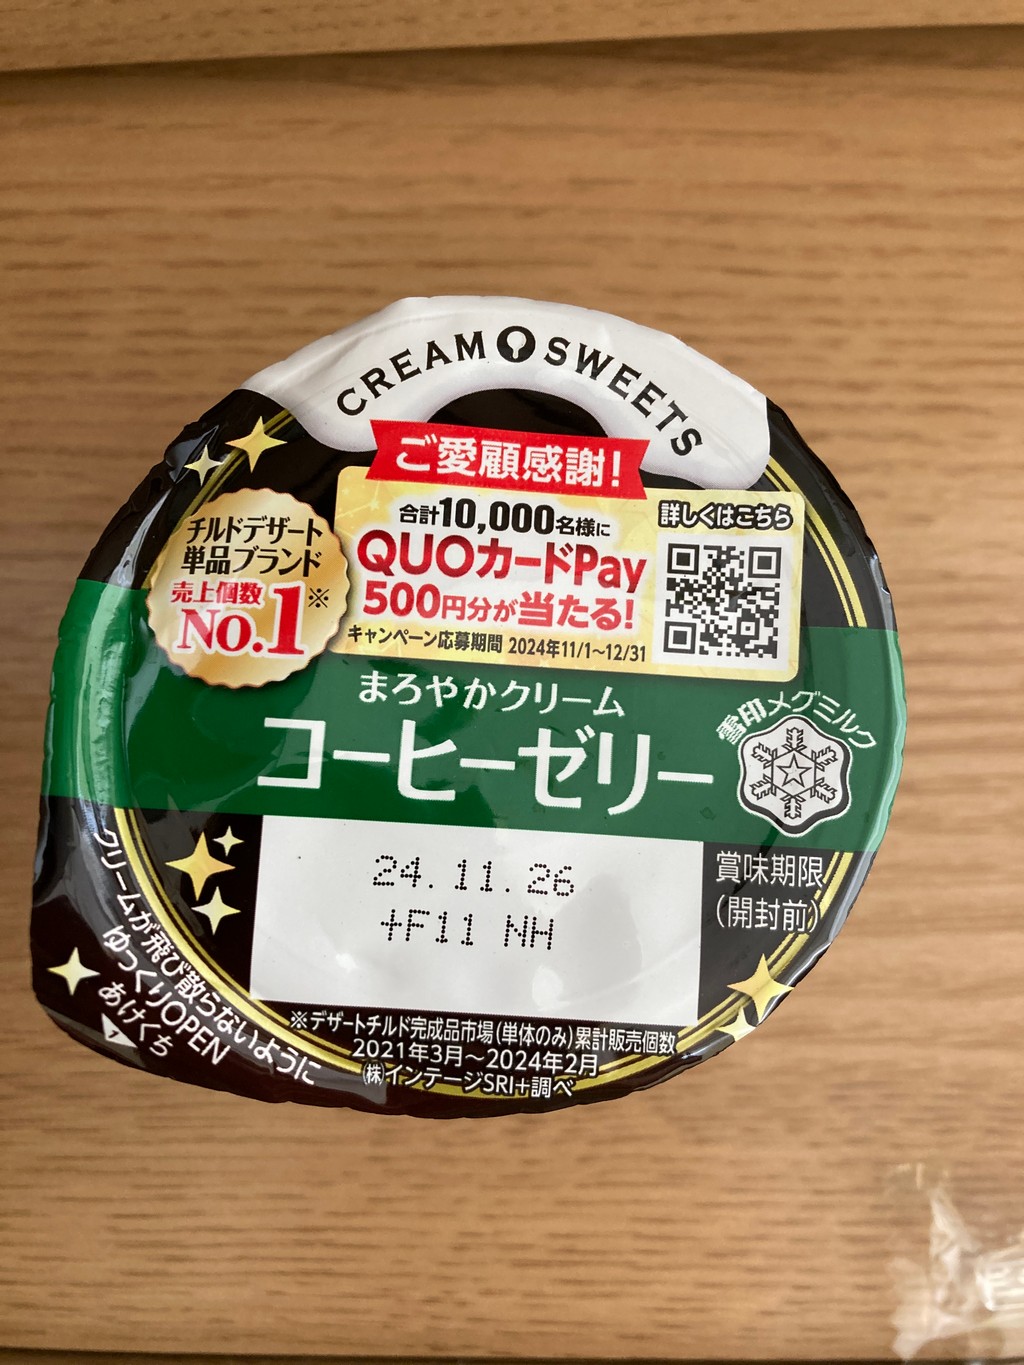 CREAM SWEETS
ご愛顧感謝!
合計10,000名様に
QUOカードPay
500円分が当たる!
キャンペーン応募期間 2024年11/1~12/31
詳しくはこちら
チルドデザート
単品ブランド
売上個数
No.1※
まろやかクリーム
コーヒーゼリー
雪印メグミルク
24.11.26
+F11 NH
賞味期限
(開封前)
クリームが飛び散らないように
ゆっくりOPEN
あけくち
1
※デザートチルド完成品市場(単体のみ)累計販売個数
2021年3月~2024年2月
㈱インテージSRI+調べ